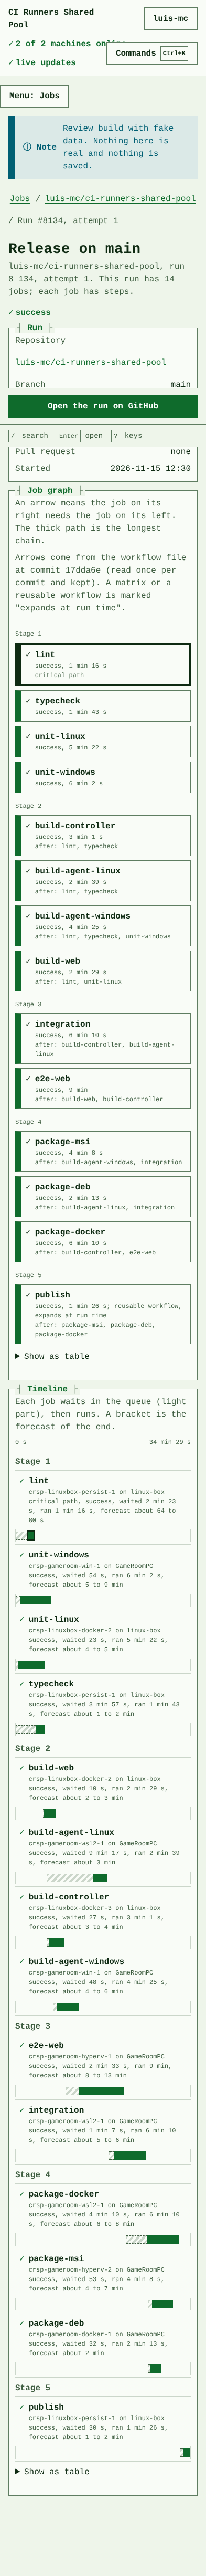 CI Runners Shared
Pool
luis-mc
✓ 2 of 2 machines
Commands Ctrl+K
✓ live updates
Menu: Jobs
ⓘ Note
Review build with fake
data. Nothing here is
real and nothing is
saved.
Jobs / luis-mc/ci-runners-shared-pool
/ Run #8134, attempt 1
Release on main
luis-mc/ci-runners-shared-pool, run
8 134, attempt 1. This run has 14
jobs; each job has steps.
✓ success
Run
Repository
luis-mc/ci-runners-shared-pool
Branch main
Open the run on GitHub
/ search Enter open ? keys
Pull request none
Started 2026-11-15 12:30
Job graph
An arrow means the job on its
right needs the job on its left.
The thick path is the longest
chain.
Arrows come from the workflow file
at commit 17dda6e (read once per
commit and kept). A matrix or a
reusable workflow is marked
"expands at run time".
Stage 1
✓ lint
success, 1 min 16 s
critical path
✓ typecheck
success, 1 min 43 s
✓ unit-linux
success, 5 min 22 s
✓ unit-windows
success, 6 min 2 s
Stage 2
✓ build-controller
success, 3 min 1 s
after: lint, typecheck
✓ build-agent-linux
success, 2 min 39 s
after: lint, typecheck
✓ build-agent-windows
success, 4 min 25 s
after: lint, typecheck, unit-windows
✓ build-web
success, 2 min 29 s
after: lint, unit-linux
Stage 3
✓ integration
success, 6 min 10 s
after: build-controller, build-agent-
linux
✓ e2e-web
success, 9 min
after: build-web, build-controller
Stage 4
✓ package-msi
success, 4 min 8 s
after: build-agent-windows, integration
✓ package-deb
success, 2 min 13 s
after: build-agent-linux, integration
✓ package-docker
success, 6 min 10 s
after: build-controller, e2e-web
Stage 5
✓ publish
success, 1 min 26 s; reusable workflow,
expands at run time
after: package-msi, package-deb,
package-docker
▶ Show as table
Timeline
Each job waits in the queue (light
part), then runs. A bracket is the
forecast of the end.
0 s 34 min 29 s
Stage 1
✓ lint
crsp-linuxbox-persist-1 on linux-box
critical path, success, waited 2 min 23
s, ran 1 min 16 s, forecast about 64 to
80 s
✓ unit-windows
crsp-gameroom-win-1 on GameRoomPC
success, waited 54 s, ran 6 min 2 s,
forecast about 5 to 9 min
✓ unit-linux
crsp-linuxbox-docker-2 on linux-box
success, waited 23 s, ran 5 min 22 s,
forecast about 4 to 5 min
✓ typecheck
crsp-linuxbox-persist-1 on linux-box
success, waited 3 min 57 s, ran 1 min 43
s, forecast about 1 to 2 min
Stage 2
✓ build-web
crsp-linuxbox-docker-2 on linux-box
success, waited 10 s, ran 2 min 29 s,
forecast about 2 to 3 min
✓ build-agent-linux
crsp-gameroom-wsl2-1 on GameRoomPC
success, waited 9 min 17 s, ran 2 min 39
s, forecast about 3 min
✓ build-controller
crsp-linuxbox-docker-3 on linux-box
success, waited 27 s, ran 3 min 1 s,
forecast about 3 to 4 min
✓ build-agent-windows
crsp-gameroom-win-1 on GameRoomPC
success, waited 48 s, ran 4 min 25 s,
forecast about 4 to 6 min
Stage 3
✓ e2e-web
crsp-gameroom-hyperv-1 on GameRoomPC
success, waited 2 min 33 s, ran 9 min,
forecast about 8 to 13 min
✓ integration
crsp-gameroom-wsl2-1 on GameRoomPC
success, waited 1 min 7 s, ran 6 min 10
s, forecast about 5 to 6 min
Stage 4
✓ package-docker
crsp-gameroom-wsl2-1 on GameRoomPC
success, waited 4 min 10 s, ran 6 min 10
s, forecast about 6 to 8 min
✓ package-msi
crsp-gameroom-hyperv-2 on GameRoomPC
success, waited 53 s, ran 4 min 8 s,
forecast about 4 to 7 min
✓ package-deb
crsp-gameroom-docker-1 on GameRoomPC
success, waited 32 s, ran 2 min 13 s,
forecast about 2 min
Stage 5
✓ publish
crsp-linuxbox-persist-1 on linux-box
success, waited 30 s, ran 1 min 26 s,
forecast about 1 to 2 min
▶ Show as table